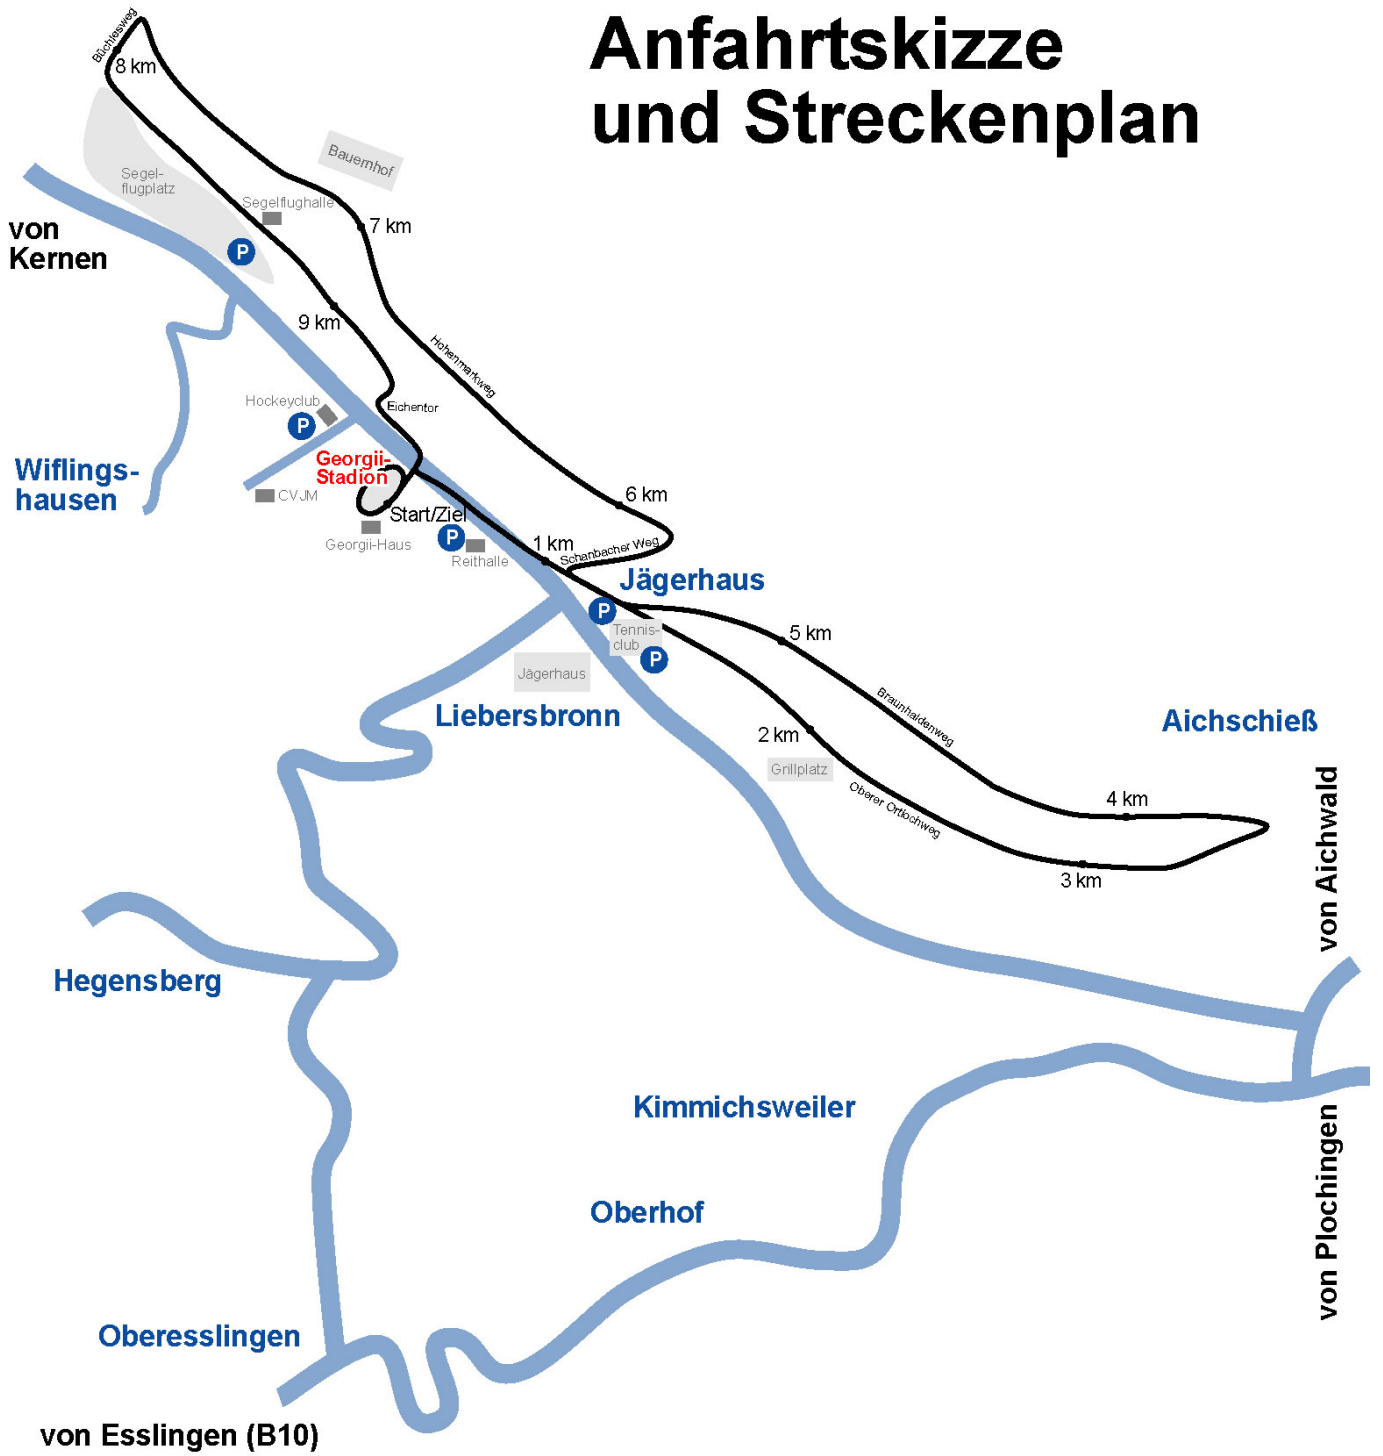 Anfahrtskizze
und Streckenplan
Büchlesweg
8 km
Bauernhof
Segel-
flugplatz
Segelflughalle
von
Kernen
P
7 km
9 km
Hohenmarkweg
Hockeyclub
P
Eichentor
Georgii-
Stadion
Wiflings-
hausen
CVJM
6 km
Start/Ziel
Georgii-Haus
P
Reithalle
1 km
Schanbacher Weg
Jägerhaus
P
Tennis-
club
P
5 km
Jägerhaus
Braunhaldenweg
Liebersbronn
2 km
Aichschieß
Grillplatz
Oberer Ortlochweg
4 km
3 km
von Aichwald
Hegensberg
Kimmichsweiler
von Plochingen
Oberhof
Oberesslingen
von Esslingen (B10)